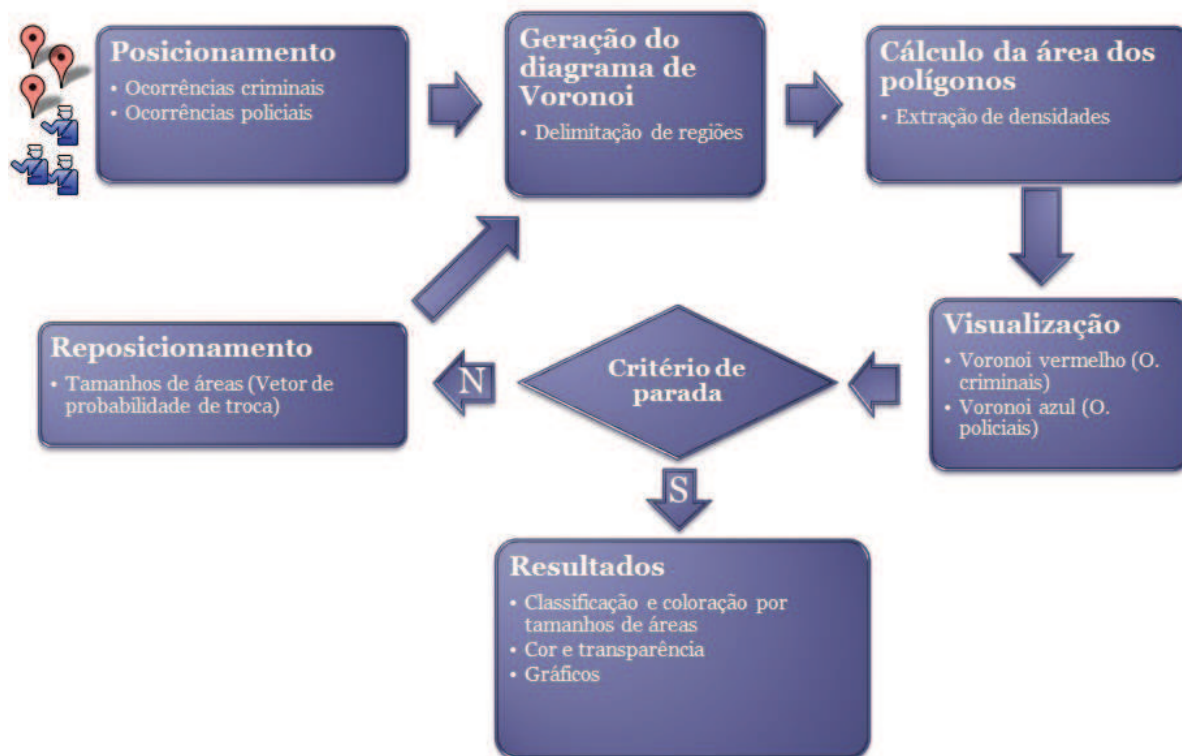 Posicionamento
• Ocorrências criminais
• Ocorrências policiais
Geração do
diagrama de
Voronoi
• Delimitação de regiões
Cálculo da área dos
polígonos
• Extração de densidades
Visualização
• Voronoi vermelho (O.
criminais)
• Voronoi azul (O.
policiais)
Critério de
parada
N
Reposicionamento
• Tamanhos de áreas (Vetor de
probabilidade de troca)
S
Resultados
• Classificação e coloração por
tamanhos de áreas
• Cor e transparência
• Gráficos